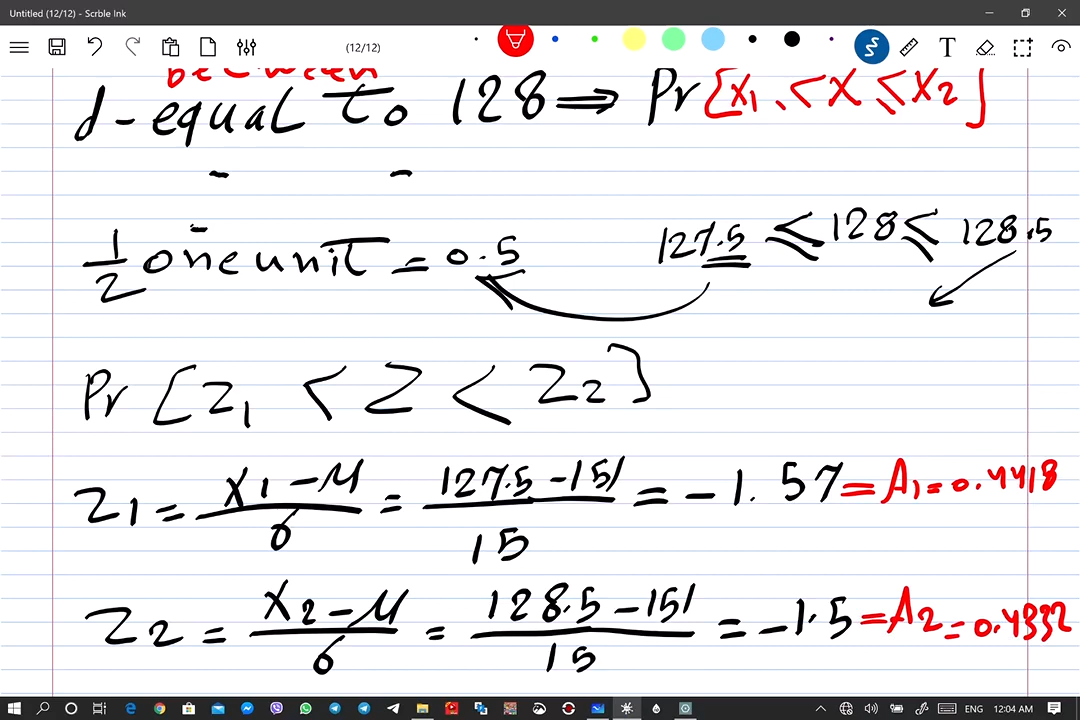 Untitled (12/12) - Scrble Ink
(12/12)
between
d-equal to 128 ⇒ Pr[x1 < x ≤ x2]
1/2 one unit = 0.5
127.5 ≤ 128 ≤ 128.5
Pr [Z1 < Z < Z2]
Z1 = (x1 - μ)/σ = (127.5 - 151)/15 = -1.57 = A1 = 0.4418
Z2 = (x2 - μ)/σ = (128.5 - 151)/15 = -1.5 = A2 = 0.4332
ENG 12:04 AM